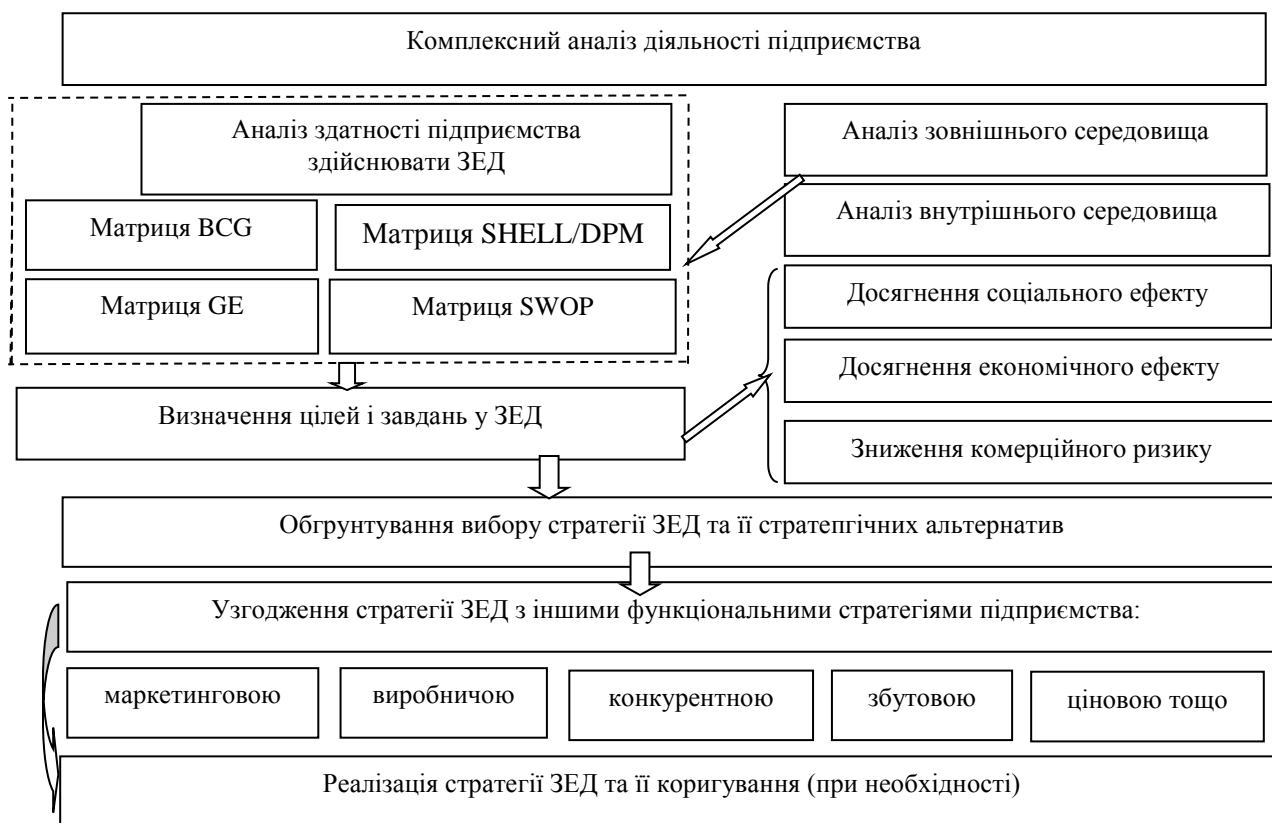 Комплексний аналіз діяльності підприємства
Аналіз здатності підприємства
здійснювати ЗЕД
Аналіз зовнішнього середовища
Аналіз внутрішнього середовища
Матриця BCG
Матриця SHELL/DPM
Матриця GE
Матриця SWOP
Досягнення соціального ефекту
Досягнення економічного ефекту
Зниження комерційного ризику
Визначення цілей і завдань у ЗЕД
Обгрунтування вибору стратегії ЗЕД та її стратепгічних альтернатив
Узгодження стратегії ЗЕД з іншими функціональними стратегіями підприємства:
маркетинговою
виробничою
конкурентною
збутовою
ціновою тощо
Реалізація стратегії ЗЕД та її коригування (при необхідності)